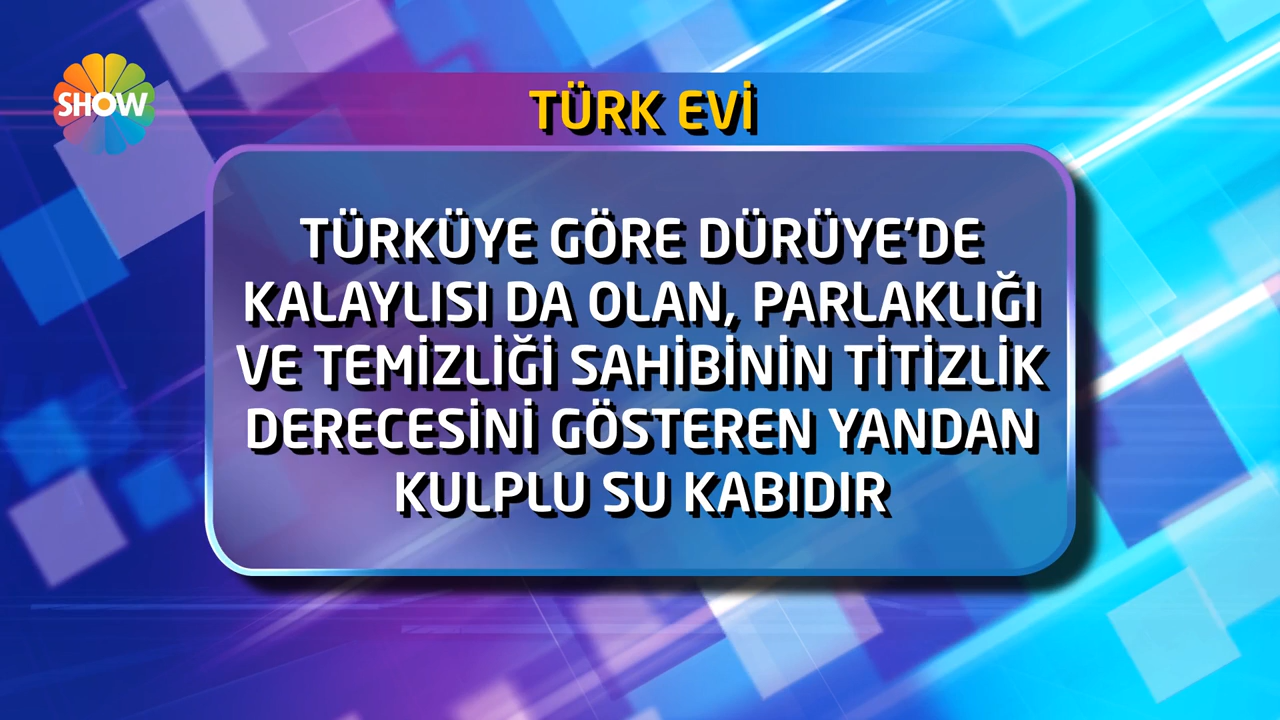 SHOW
TÜRK EVİ
TÜRKÜYE GÖRE DÜRÜYE'DE
KALAYLISI DA OLAN, PARLAKLIĞI
VE TEMİZLİĞİ SAHİBİNİN TİTİZLİK
DERECESİNİ GÖSTEREN YANDAN
KULPLU SU KABIDIR